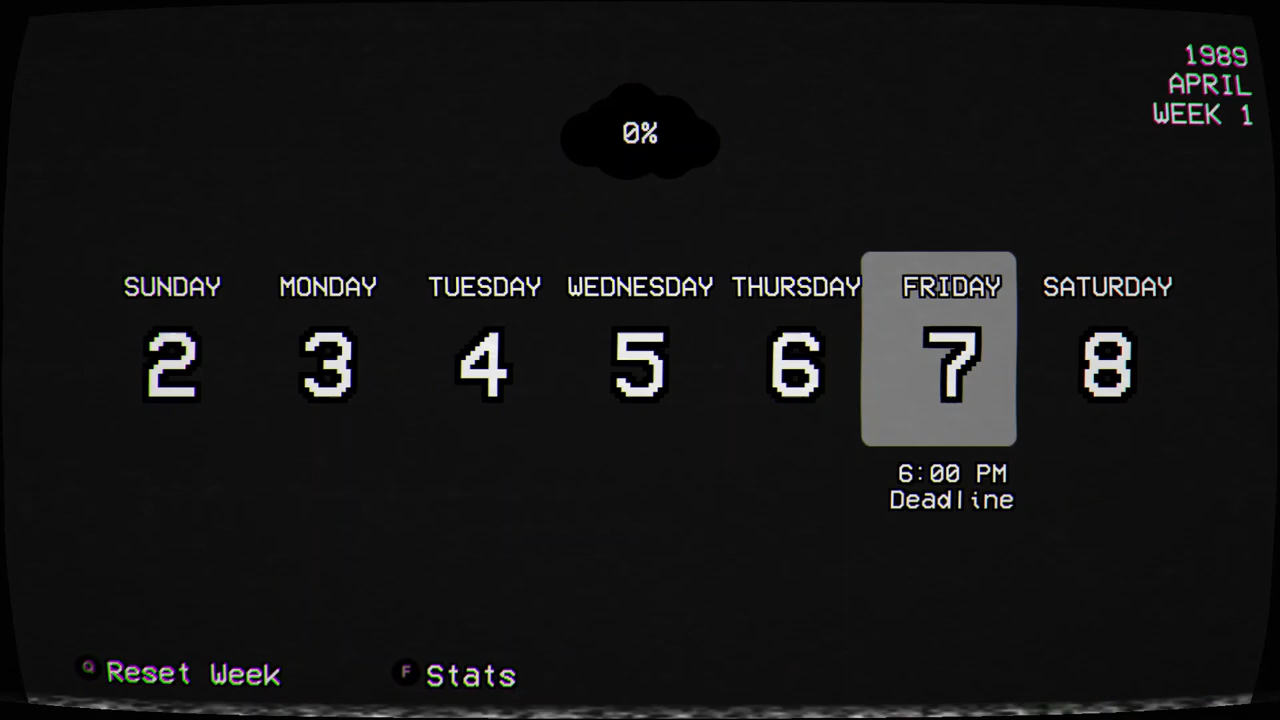 1989
APRIL
WEEK 1
0%
SUNDAY MONDAY TUESDAY WEDNESDAY THURSDAY FRIDAY SATURDAY
2 3 4 5 6 7 8
6:00 PM
Deadline
Q Reset Week F Stats